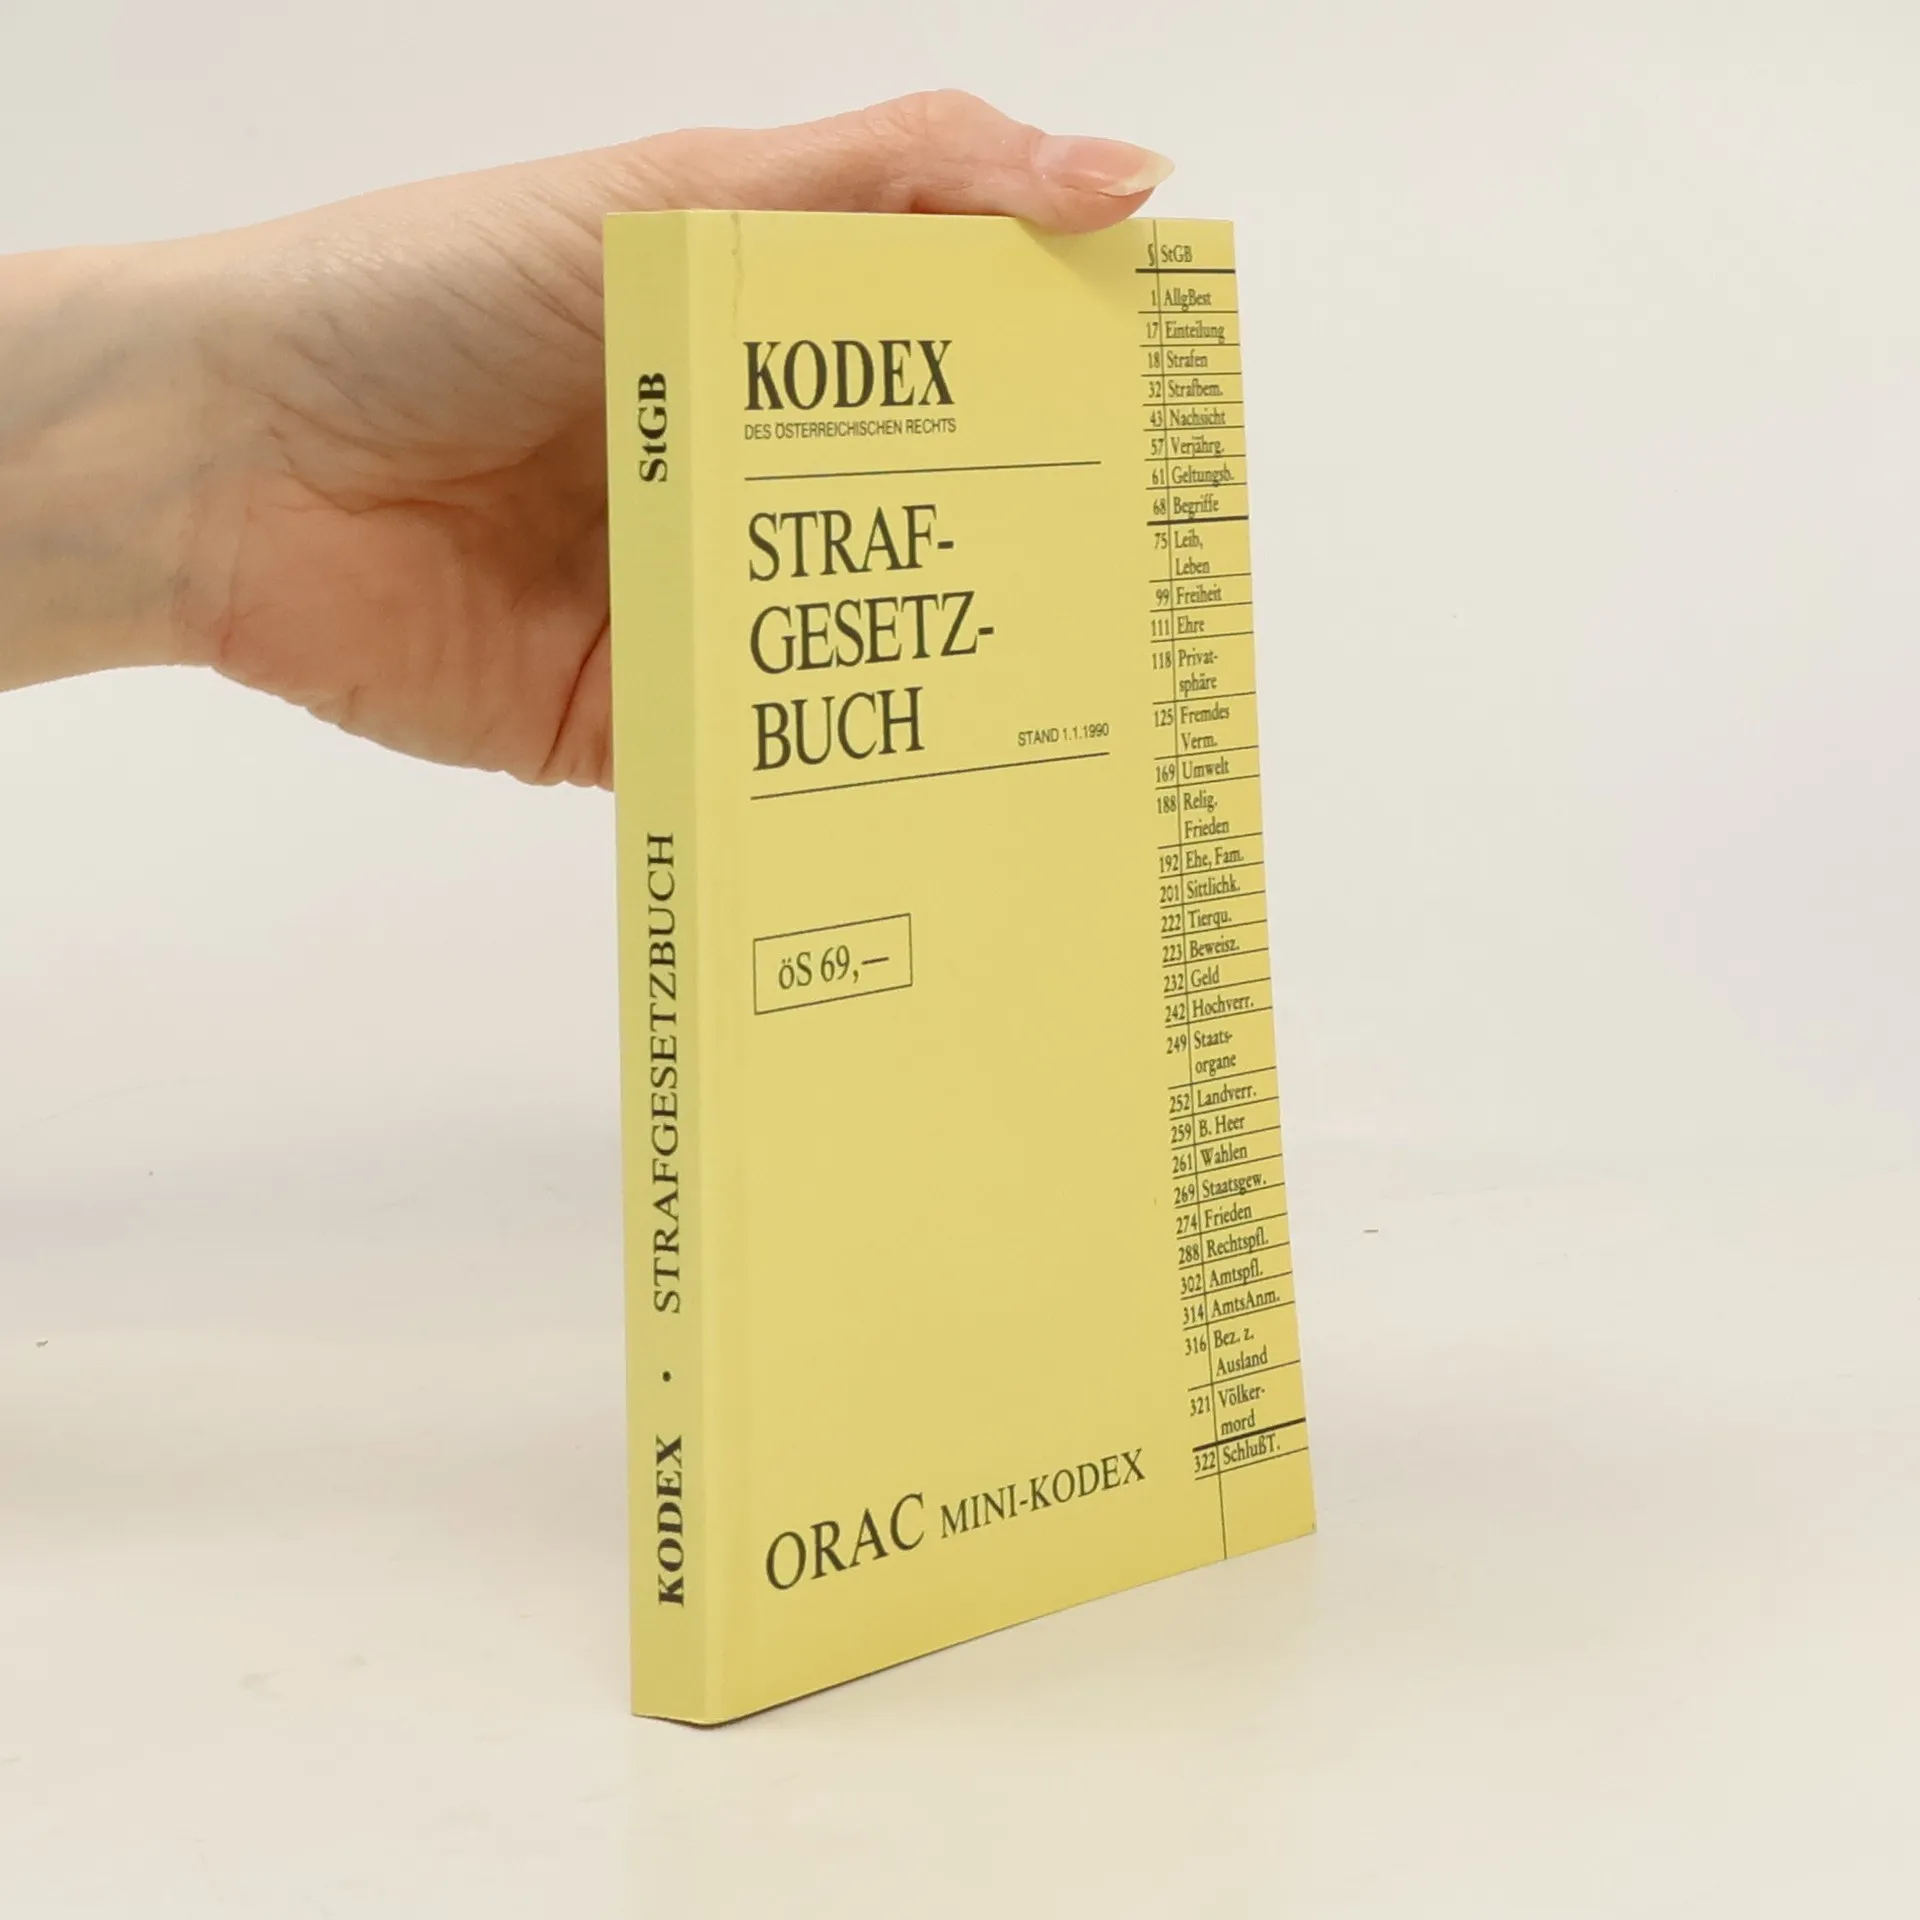 StGB
STRAFGESETZBUCH
KODEX •
KODEX
DES ÖSTERREICHISCHEN RECHTS
STRAF-
GESETZ-
BUCH
STAND 1.1.1990
öS 69,—
ORAC MINI-KODEX
§ StGB
1 AllgBest
17 Einteilung
18 Strafen
32 Strafbem.
43 Nachsicht
57 Verjährg.
61 Geltungsb.
68 Begriffe
75 Leib,
Leben
99 Freiheit
111 Ehre
118 Privat-
sphäre
125 Fremdes
Verm.
169 Umwelt
188 Relig.
Frieden
192 Ehe, Fam.
201 Sittlichk.
222 Tierqu.
223 Beweisz.
232 Geld
242 Hochverr.
249 Staats-
organe
252 Landverr.
259 B. Heer
261 Wahlen
269 Staatsgew.
274 Frieden
288 Rechtspfl.
302 Amtspfl.
314 AmtsAnm.
316 Bez. z.
Ausland
321 Völker-
mord
322 SchlußT.